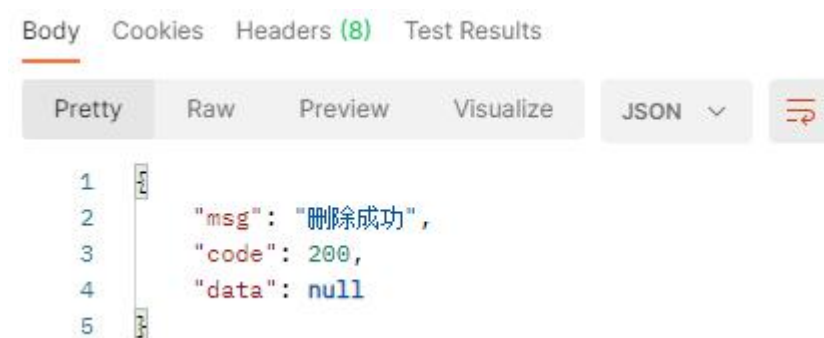 Body Cookies Headers (8) Test Results
Pretty Raw Preview Visualize JSON
1 {
2 "msg": "删除成功",
3 "code": 200,
4 "data": null
5 }